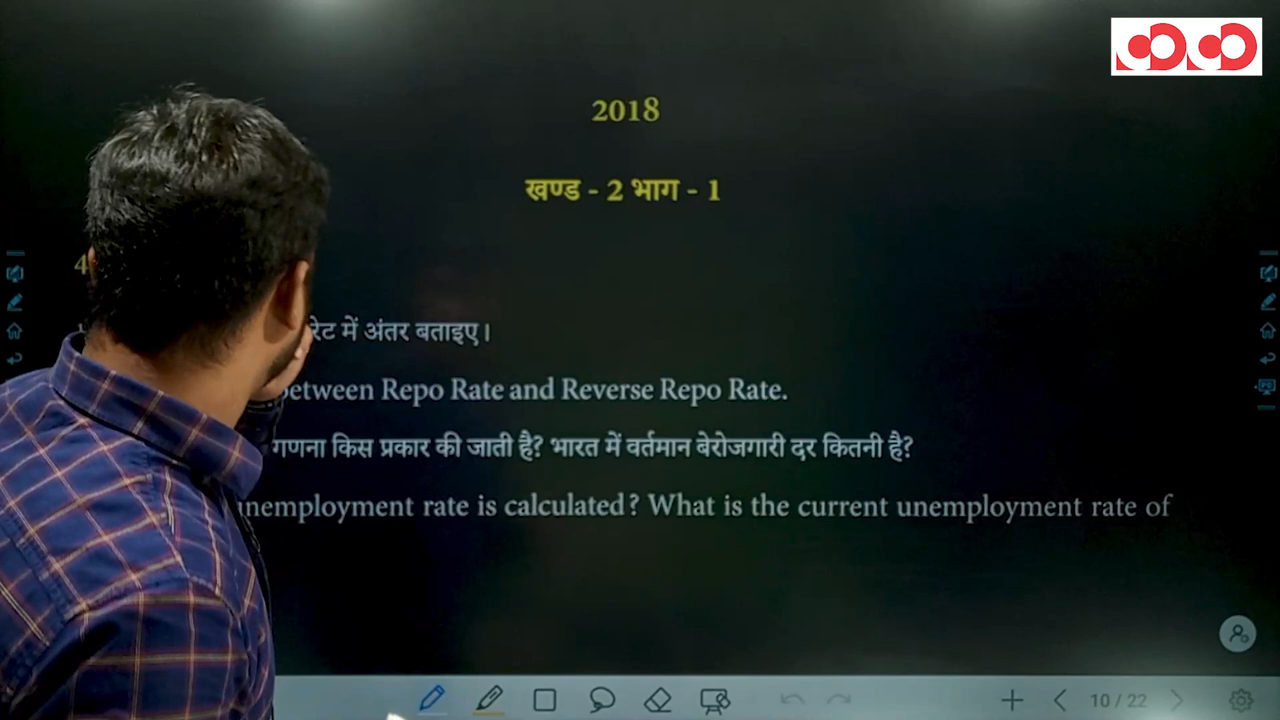 2018
खण्ड - 2 भाग - 1
4
रेट में अंतर बताइए।
between Repo Rate and Reverse Repo Rate.
गणना किस प्रकार की जाती है? भारत में वर्तमान बेरोजगारी दर कितनी है?
unemployment rate is calculated? What is the current unemployment rate of
10 / 22